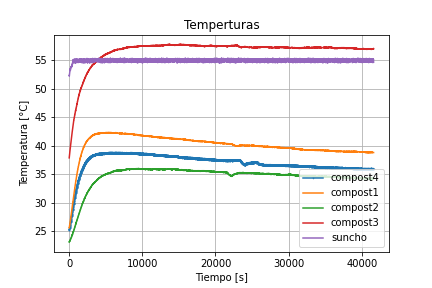 Temperturas
Temperatura [°C]
55
50
45
40
35
30
25
0
10000
20000
30000
40000
Tiempo [s]
compost4
compost1
compost2
compost3
suncho